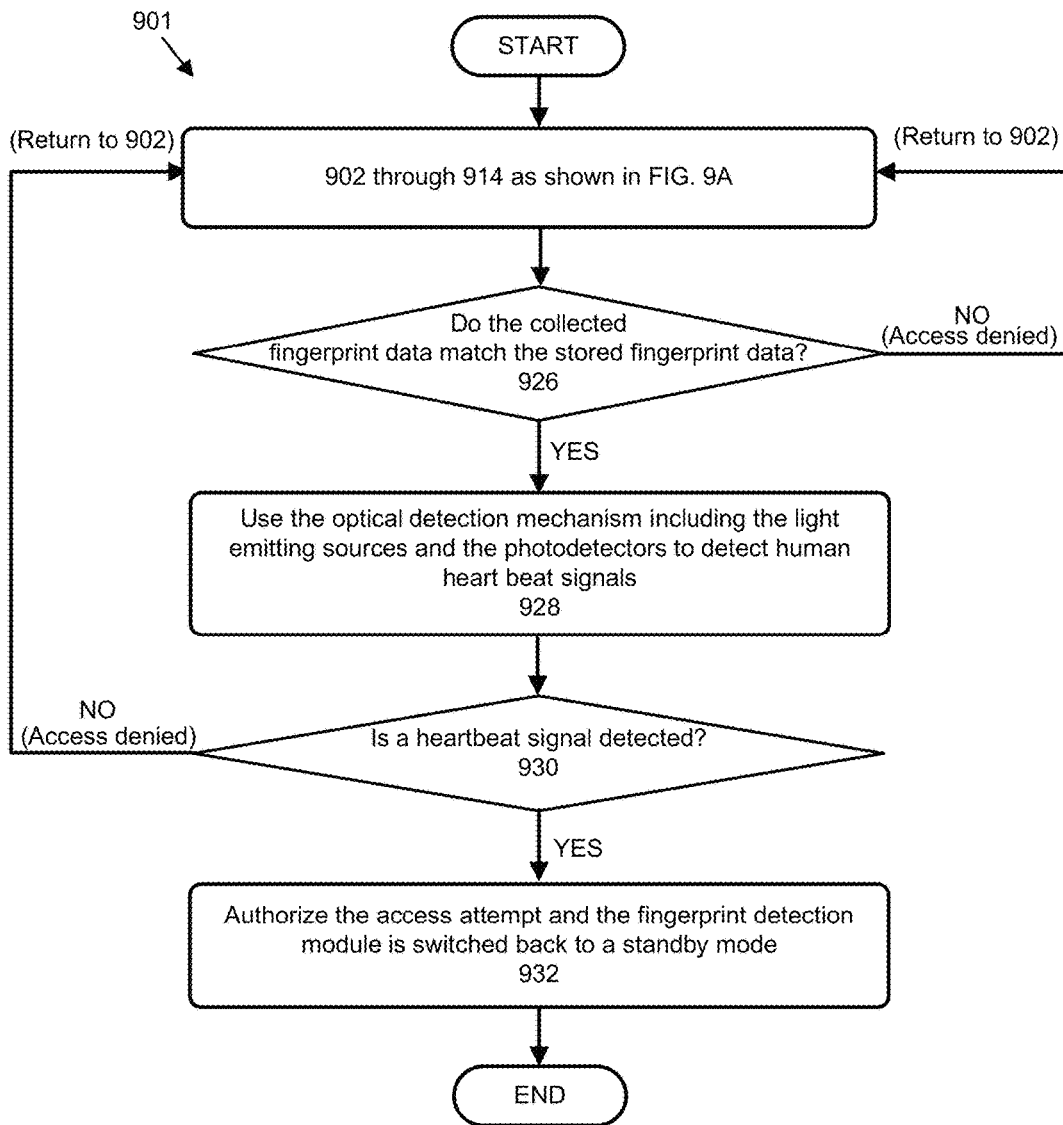 901
START
(Return to 902)
(Return to 902)
902 through 914 as shown in FIG. 9A
Do the collected
fingerprint data match the stored fingerprint data?
926
NO
(Access denied)
YES
Use the optical detection mechanism including the light
emitting sources and the photodetectors to detect human
heart beat signals
928
NO
(Access denied)
Is a heartbeat signal detected?
930
YES
Authorize the access attempt and the fingerprint detection
module is switched back to a standby mode
932
END